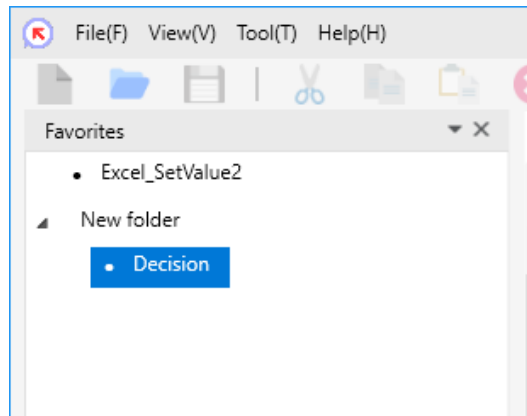 File(F) View(V) Tool(T) Help(H)
Favorites
Excel_SetValue2
New folder
Decision